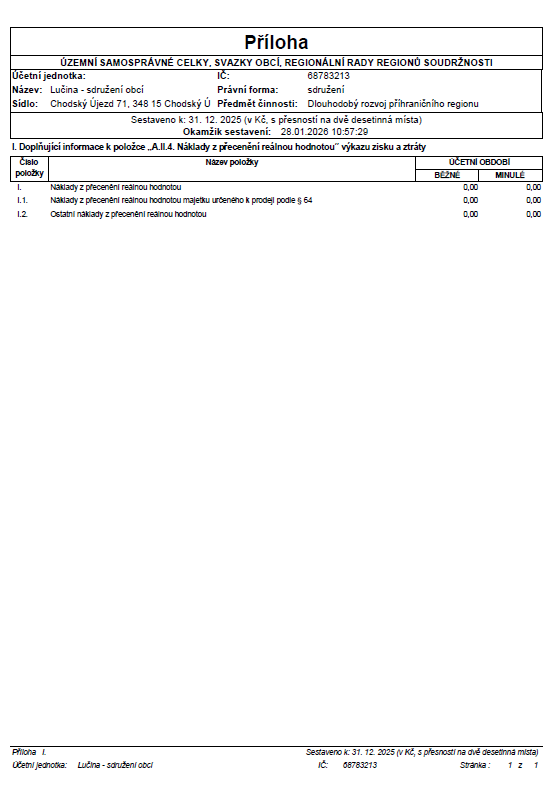 Příloha
ÚZEMNÍ SAMOSPRÁVNÉ CELKY, SVAZKY OBCÍ, REGIONÁLNÍ RADY REGIONŮ SOUDRŽNOSTI
Účetní jednotka: IČ: 68783213
Název: Lučina - sdružení obcí Právní forma: sdružení
Sídlo: Chodský Újezd 71, 348 15 Chodský Ú Předmět činnosti: Dlouhodobý rozvoj příhraničního regionu
Sestaveno k: 31. 12. 2025 (v Kč, s přesností na dvě desetinná místa)
Okamžik sestavení: 28.01.2026 10:57:29
I. Doplňující informace k položce „A.II.4. Náklady z přecenění reálnou hodnotou“ výkazu zisku a ztráty
Číslo položky Název položky ÚČETNÍ OBDOBÍ
BĚŽNÉ MINULÉ
I. Náklady z přecenění reálnou hodnotou 0,00 0,00
I.1. Náklady z přecenění reálnou hodnotou majetku určeného k prodeji podle § 64 0,00 0,00
I.2. Ostatní náklady z přecenění reálnou hodnotou 0,00 0,00
Příloha I. Sestaveno k: 31. 12. 2025 (v Kč, s přesností na dvě desetinná místa)
Účetní jednotka: Lučina - sdružení obcí IČ: 68783213 Stránka : 1 z 1